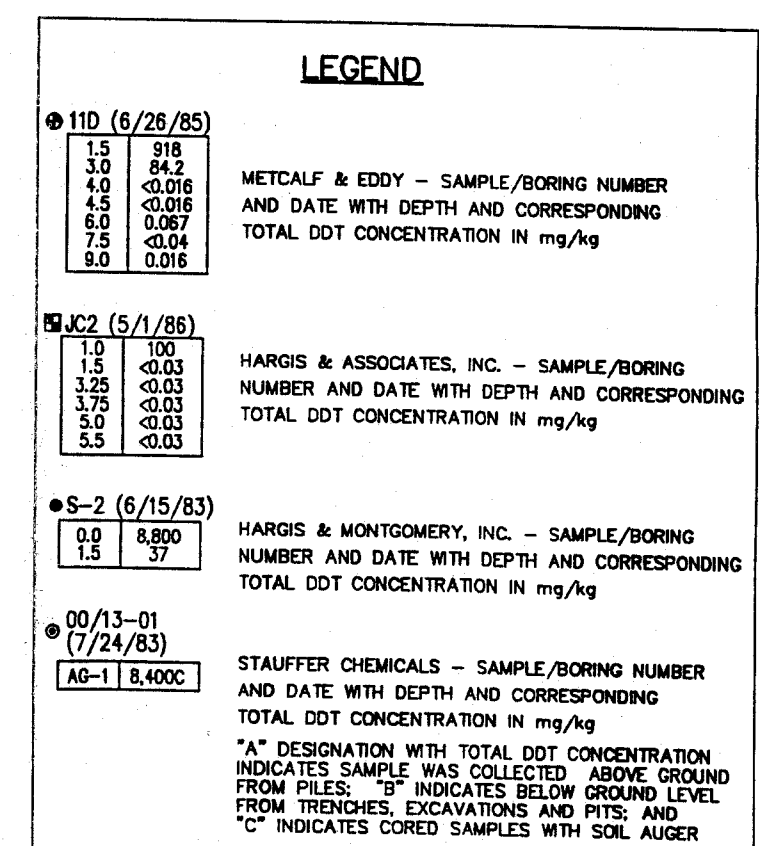 LEGEND
11D (6/26/85)
1.5 918
3.0 84.2
4.0 <0.016
4.5 <0.016
6.0 0.067
7.5 <0.04
9.0 0.016
METCALF & EDDY – SAMPLE/BORING NUMBER
AND DATE WITH DEPTH AND CORRESPONDING
TOTAL DDT CONCENTRATION IN mg/kg
JC2 (5/1/86)
1.0 100
1.5 <0.03
3.25 <0.03
3.75 <0.03
5.0 <0.03
5.5 <0.03
HARGIS & ASSOCIATES, INC. – SAMPLE/BORING
NUMBER AND DATE WITH DEPTH AND CORRESPONDING
TOTAL DDT CONCENTRATION IN mg/kg
S–2 (6/15/83)
0.0 8,800
1.5 37
HARGIS & MONTGOMERY, INC. – SAMPLE/BORING
NUMBER AND DATE WITH DEPTH AND CORRESPONDING
TOTAL DDT CONCENTRATION IN mg/kg
00/13–01
(7/24/83)
AG–1 8,400C
STAUFFER CHEMICALS – SAMPLE/BORING NUMBER
AND DATE WITH DEPTH AND CORRESPONDING
TOTAL DDT CONCENTRATION IN mg/kg
"A" DESIGNATION WITH TOTAL DDT CONCENTRATION
INDICATES SAMPLE WAS COLLECTED ABOVE GROUND
FROM PILES; "B" INDICATES BELOW GROUND LEVEL
FROM TRENCHES, EXCAVATIONS AND PITS; AND
"C" INDICATES CORED SAMPLES WITH SOIL AUGER